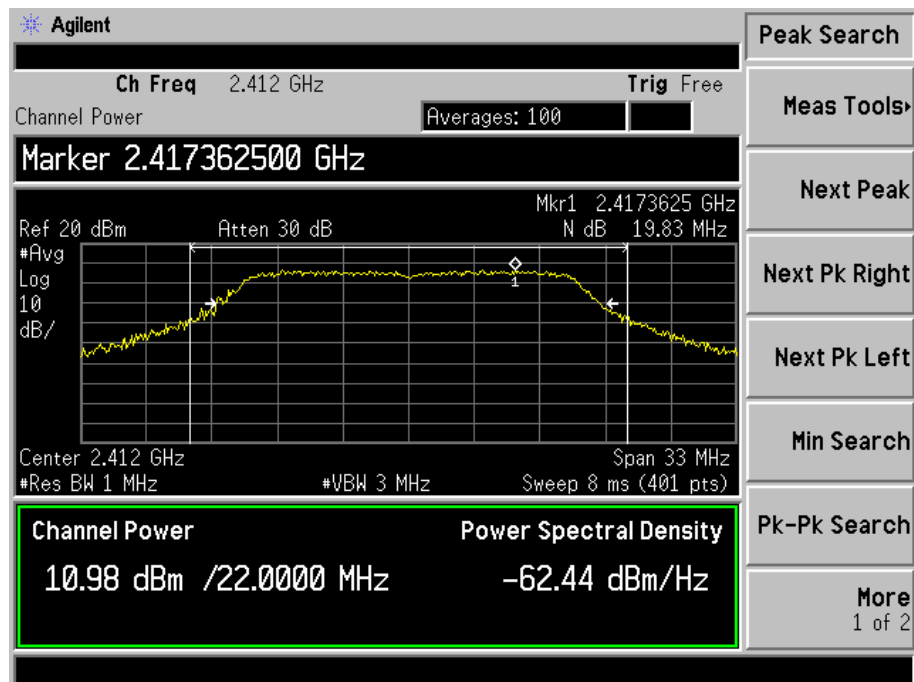 Agilent
Peak Search
Ch Freq 2.412 GHz Trig Free
Channel Power Averages: 100
Meas Tools
Marker 2.417362500 GHz
Mkr1 2.4173625 GHz
Ref 20 dBm Atten 30 dB N dB 19.83 MHz
#Avg
Log
10
dB/
1
Center 2.412 GHz Span 33 MHz
#Res BW 1 MHz #VBW 3 MHz Sweep 8 ms (401 pts)
Channel Power Power Spectral Density
10.98 dBm /22.0000 MHz -62.44 dBm/Hz
Next Peak
Next Pk Right
Next Pk Left
Min Search
Pk-Pk Search
More
1 of 2